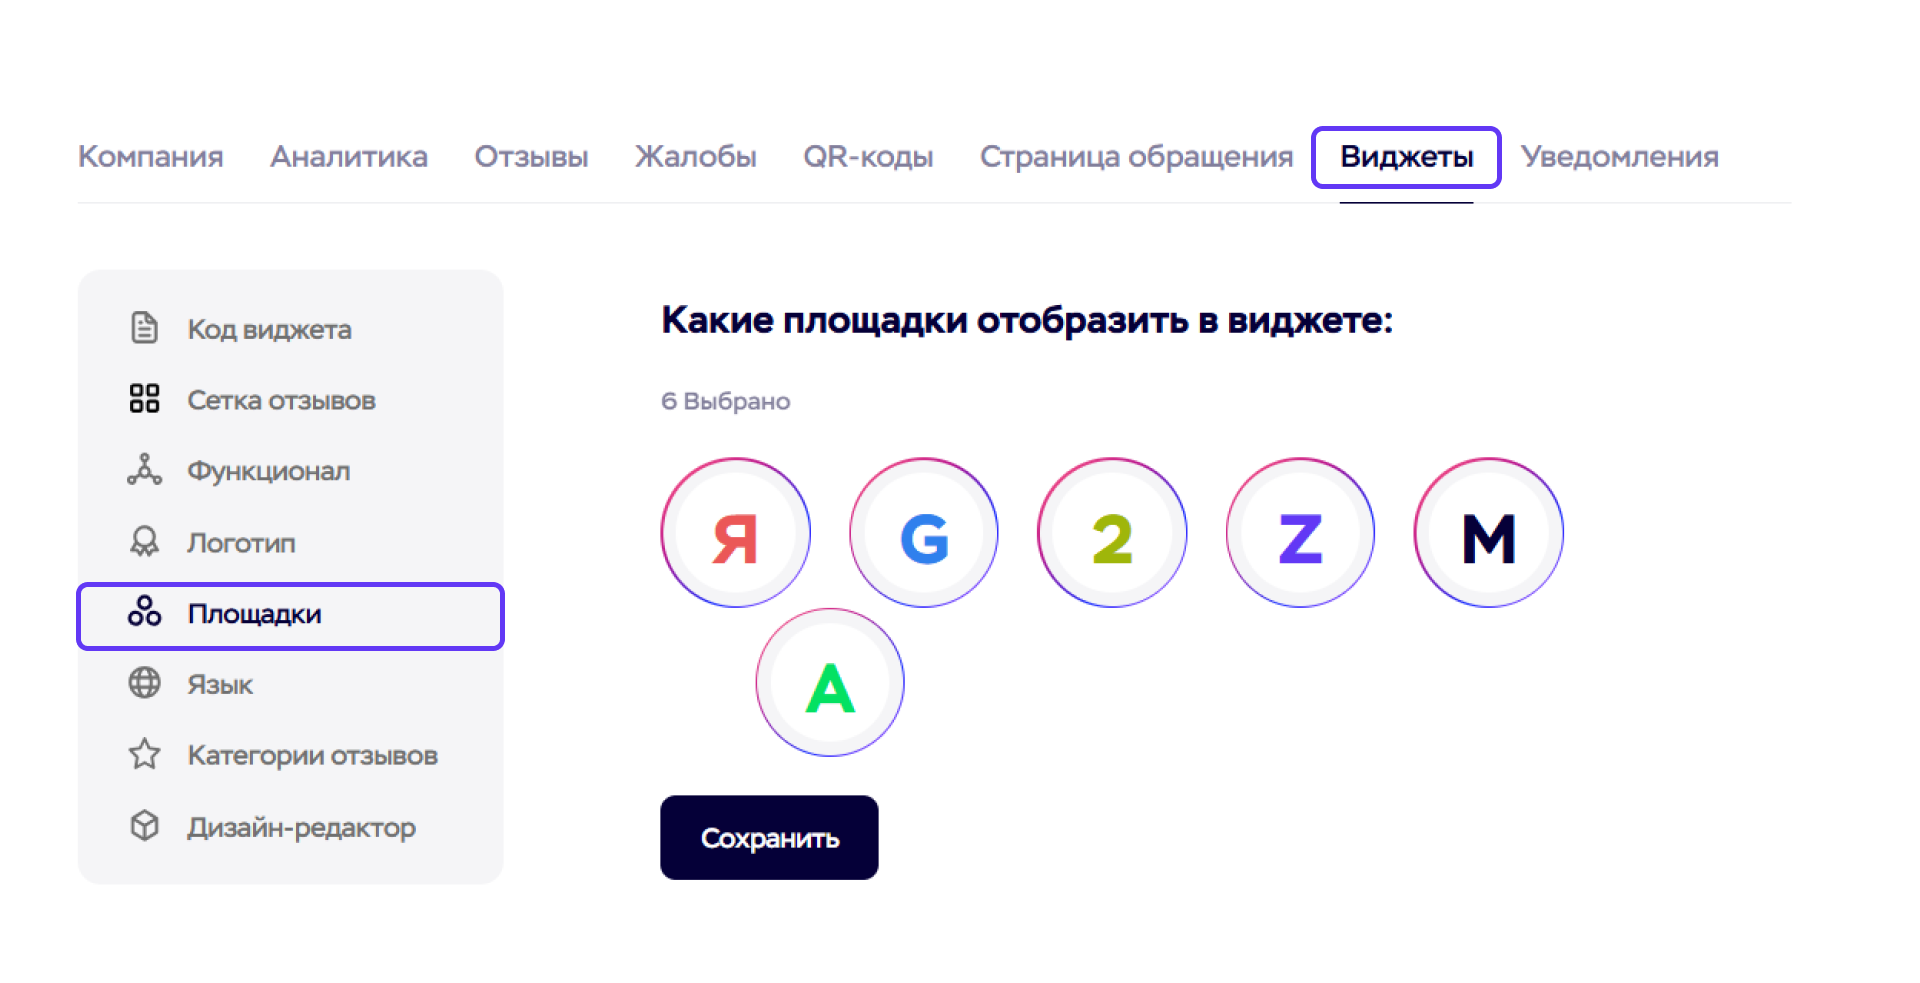 Компания Аналитика Отзывы Жалобы QR-коды Страница обращения Виджеты Уведомления
Код виджета
Сетка отзывов
Функционал
Логотип
Площадки
Язык
Категории отзывов
Дизайн-редактор
Какие площадки отобразить в виджете:
6 Выбрано
Я G 2 Z M
A
Сохранить